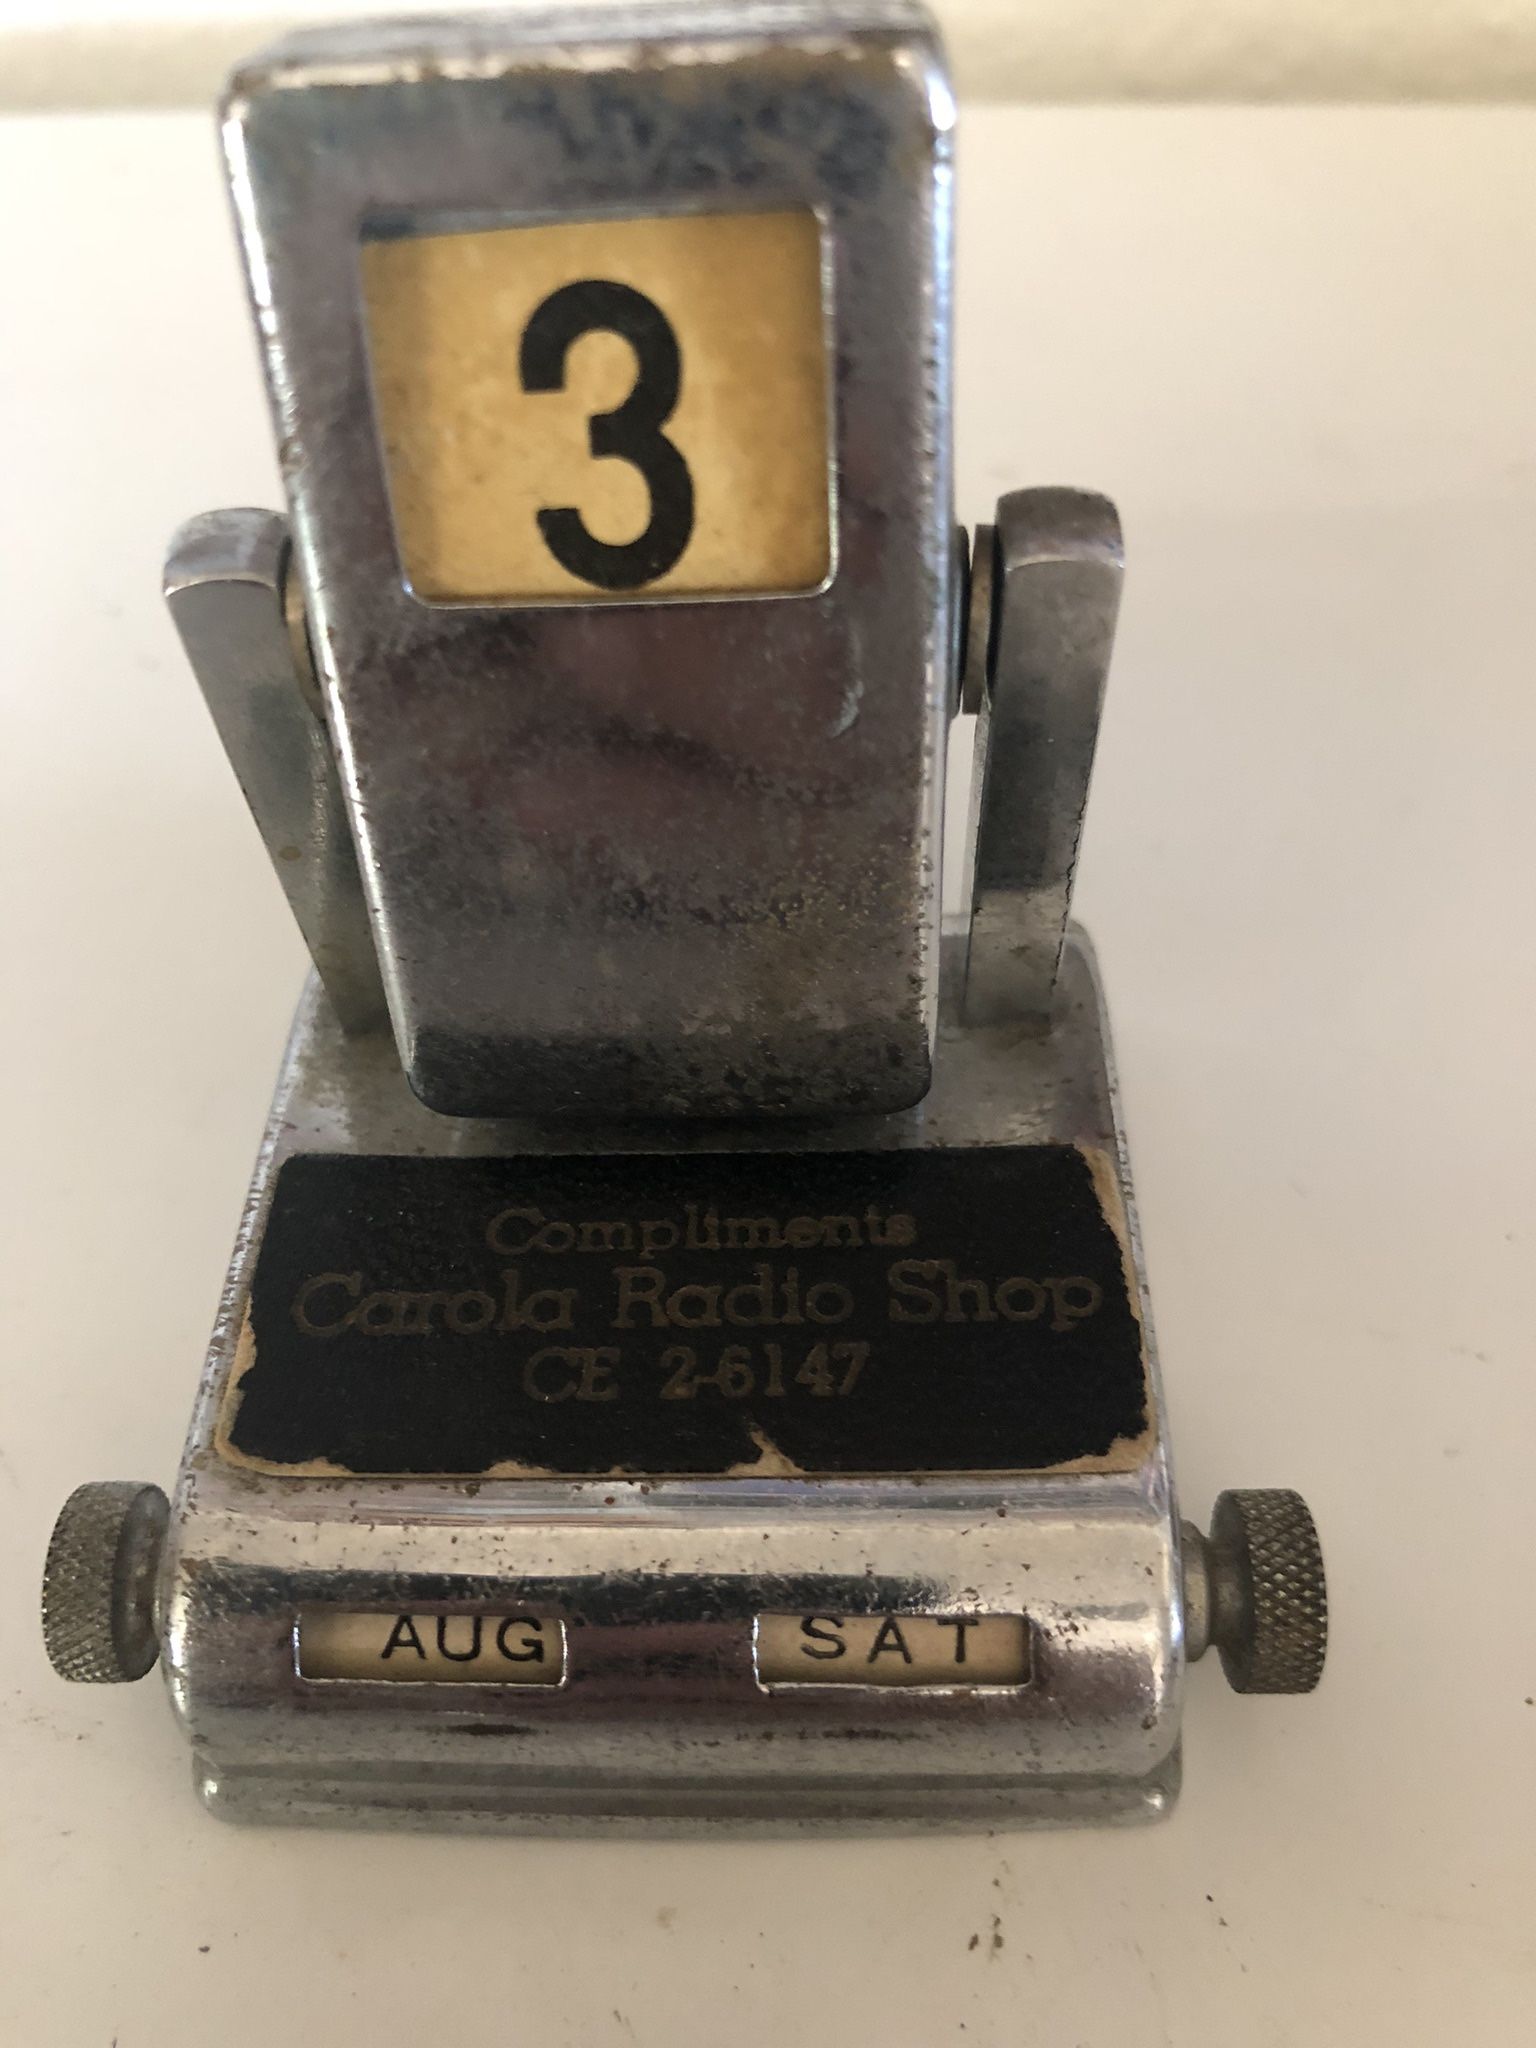 3
Compliments
Carola Radio Shop
CE 2-6147
AUG SAT